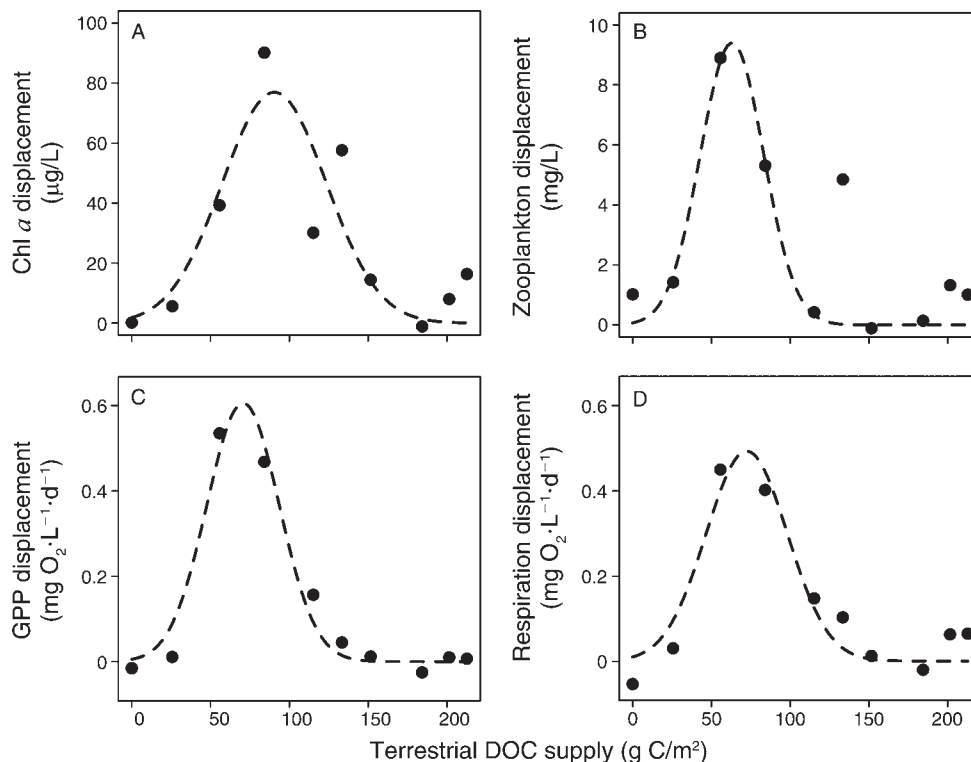 A
Chl a displacement
(μg/L)
100
80
60
40
20
0
B
Zooplankton displacement
(mg/L)
10
8
6
4
2
0
C
GPP displacement
(mg O₂·L⁻¹·d⁻¹)
0.6
0.4
0.2
0
0 50 100 150 200
D
Respiration displacement
(mg O₂·L⁻¹·d⁻¹)
0.6
0.4
0.2
0
0 50 100 150 200
Terrestrial DOC supply (g C/m²)